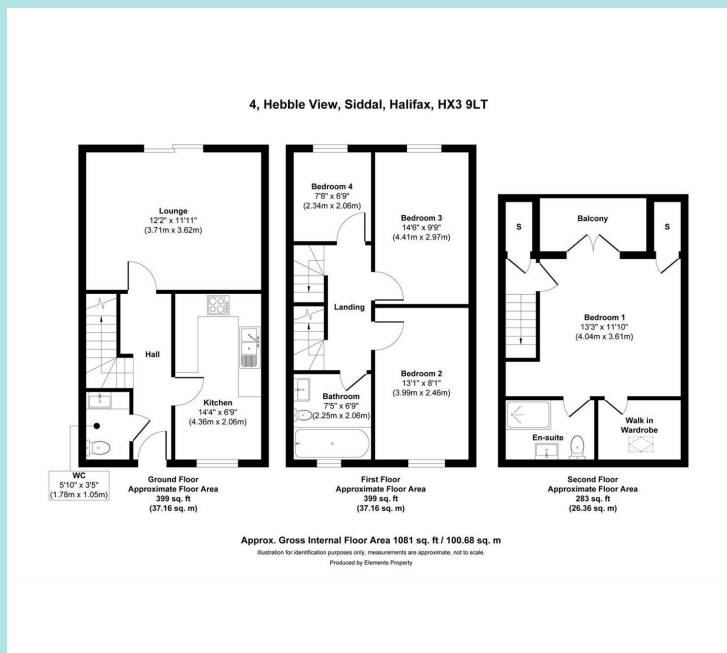 4, Hebble View, Siddal, Halifax, HX3 9LT
Lounge
12'2" x 11'11"
(3.71m x 3.62m)
Hall
Kitchen
14'4" x 6'9"
(4.36m x 2.06m)
WC
5'10" x 3'5"
(1.78m x 1.05m)
Ground Floor
Approximate Floor Area
399 sq. ft
(37.16 sq. m)
Bedroom 4
7'8" x 6'9"
(2.34m x 2.06m)
Bedroom 3
14'6" x 9'9"
(4.41m x 2.97m)
Landing
Bedroom 2
13'1" x 8'1"
(3.99m x 2.46m)
Bathroom
7'5" x 6'9"
(2.25m x 2.06m)
First Floor
Approximate Floor Area
399 sq. ft
(37.16 sq. m)
S
Balcony
S
Bedroom 1
13'3" x 11'10"
(4.04m x 3.61m)
En-suite
Walk in
Wardrobe
Second Floor
Approximate Floor Area
283 sq. ft
(26.36 sq. m)
Approx. Gross Internal Floor Area 1081 sq. ft / 100.68 sq. m
Illustration for identification purposes only, measurements are approximate, not to scale.
Produced by Elements Property